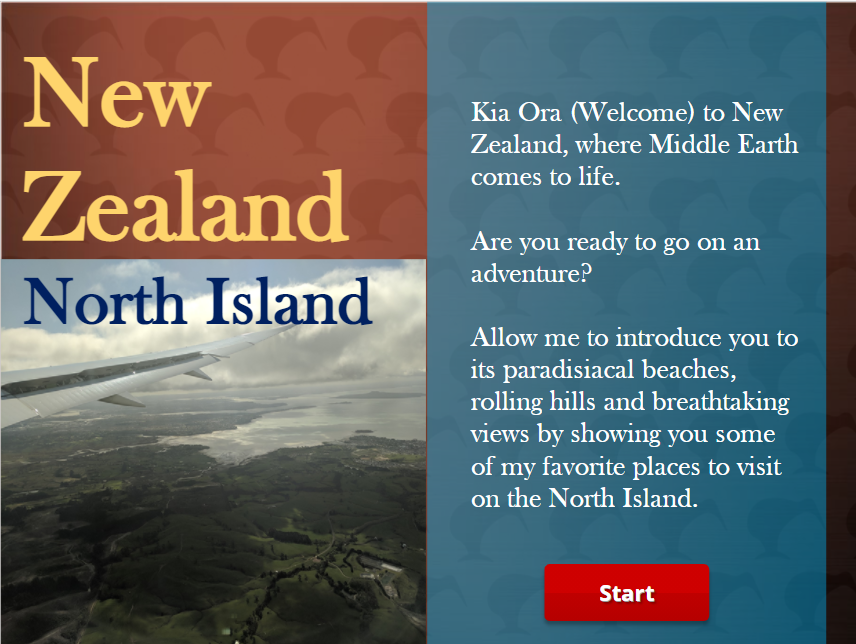 New
Zealand
North Island
Kia Ora (Welcome) to New
Zealand, where Middle Earth
comes to life.
Are you ready to go on an
adventure?
Allow me to introduce you to
its paradisiacal beaches,
rolling hills and breathtaking
views by showing you some
of my favorite places to visit
on the North Island.
Start